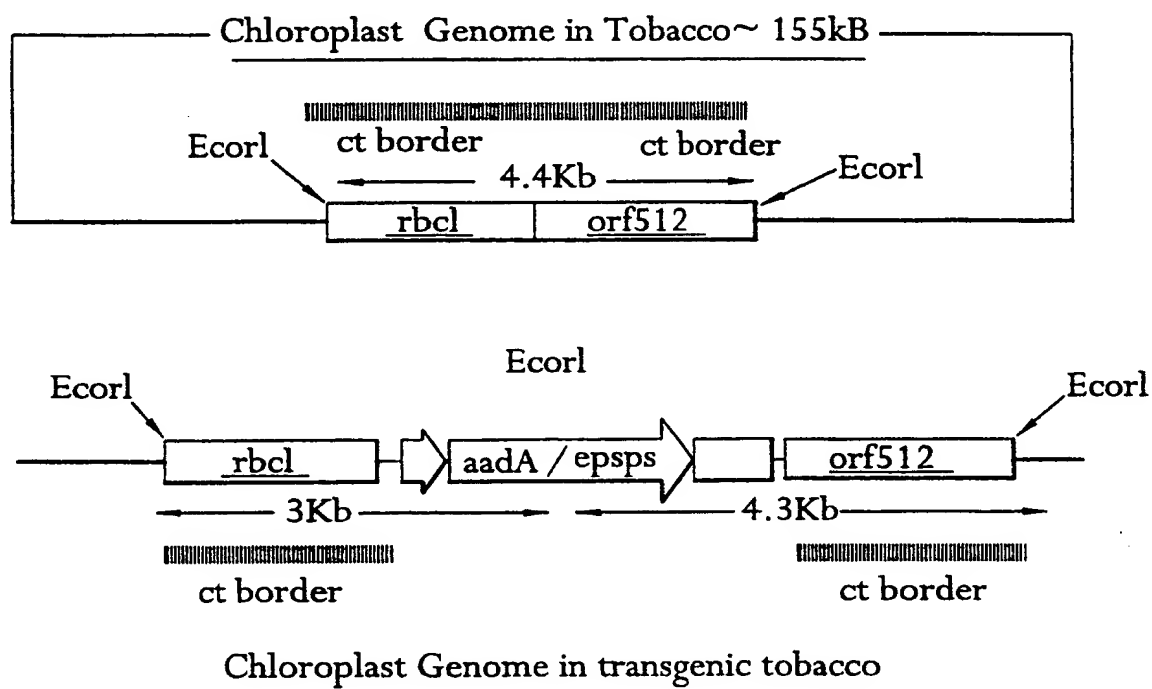 Chloroplast Genome in Tobacco~ 155kB
ct border
ct border
Ecorl
Ecorl
4.4Kb
rbcl
orf512
Ecorl
Ecorl
Ecorl
rbcl
aadA / epsps
orf512
3Kb
4.3Kb
ct border
ct border
Chloroplast Genome in transgenic tobacco